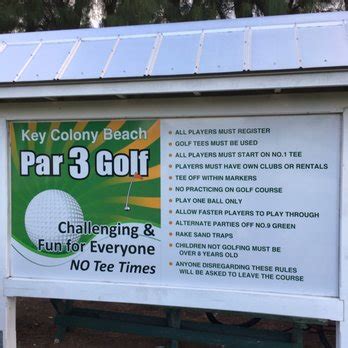 Key Colony Beach
Par 3 Golf
Challenging &
Fun for Everyone
NO Tee Times
• ALL PLAYERS MUST REGISTER
• GOLF TEES MUST BE USED
• ALL PLAYERS MUST START ON NO.1 TEE
• PLAYERS MUST HAVE OWN CLUBS OR RENTALS
• TEE OFF WITHIN MARKERS
• NO PRACTICING ON GOLF COURSE
• PLAY ONE BALL ONLY
• ALLOW FASTER PLAYERS TO PLAY THROUGH
• ALTERNATE PARTIES OFF NO.9 GREEN
• RAKE SAND TRAPS
• CHILDREN NOT GOLFING MUST BE
OVER 8 YEARS OLD
• ANYONE DISREGARDING THESE RULES
WILL BE ASKED TO LEAVE THE COURSE